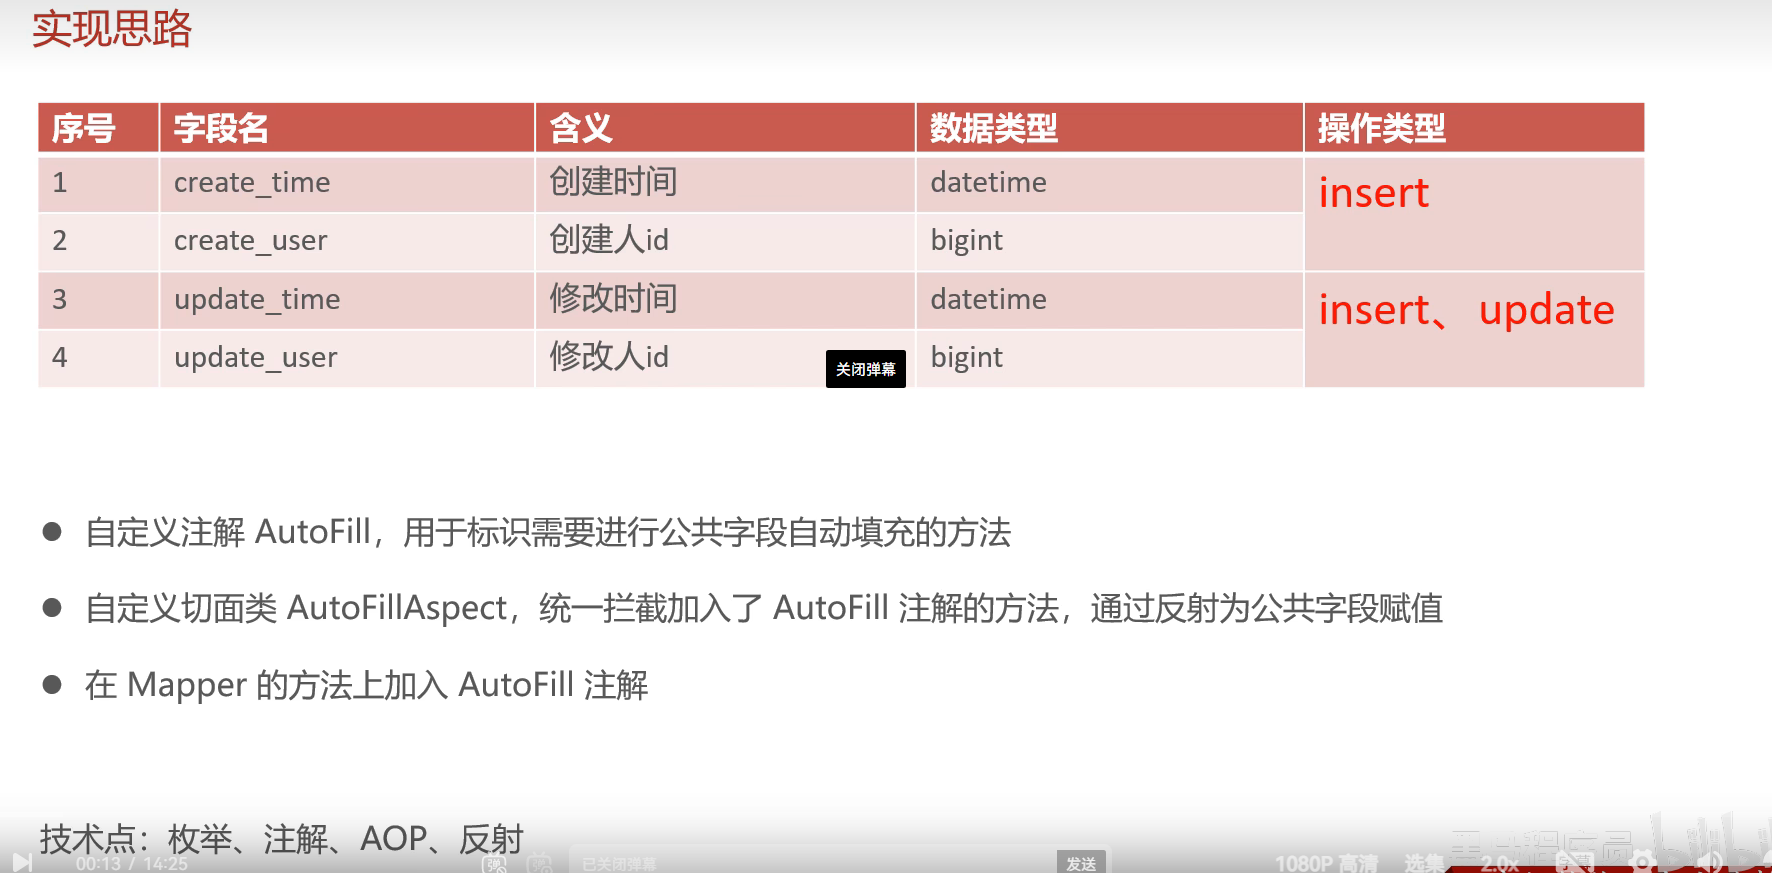 实现思路
序号 字段名 含义 数据类型 操作类型
1 create_time 创建时间 datetime insert
2 create_user 创建人id bigint
3 update_time 修改时间 datetime insert、update
4 update_user 修改人id bigint
关闭弹幕
● 自定义注解 AutoFill，用于标识需要进行公共字段自动填充的方法
● 自定义切面类 AutoFillAspect，统一拦截加入了 AutoFill 注解的方法，通过反射为公共字段赋值
● 在 Mapper 的方法上加入 AutoFill 注解
技术点：枚举、注解、AOP、反射
00:13 / 14:25 已关闭弹幕 发送 1080P 高清 选集 2.0x